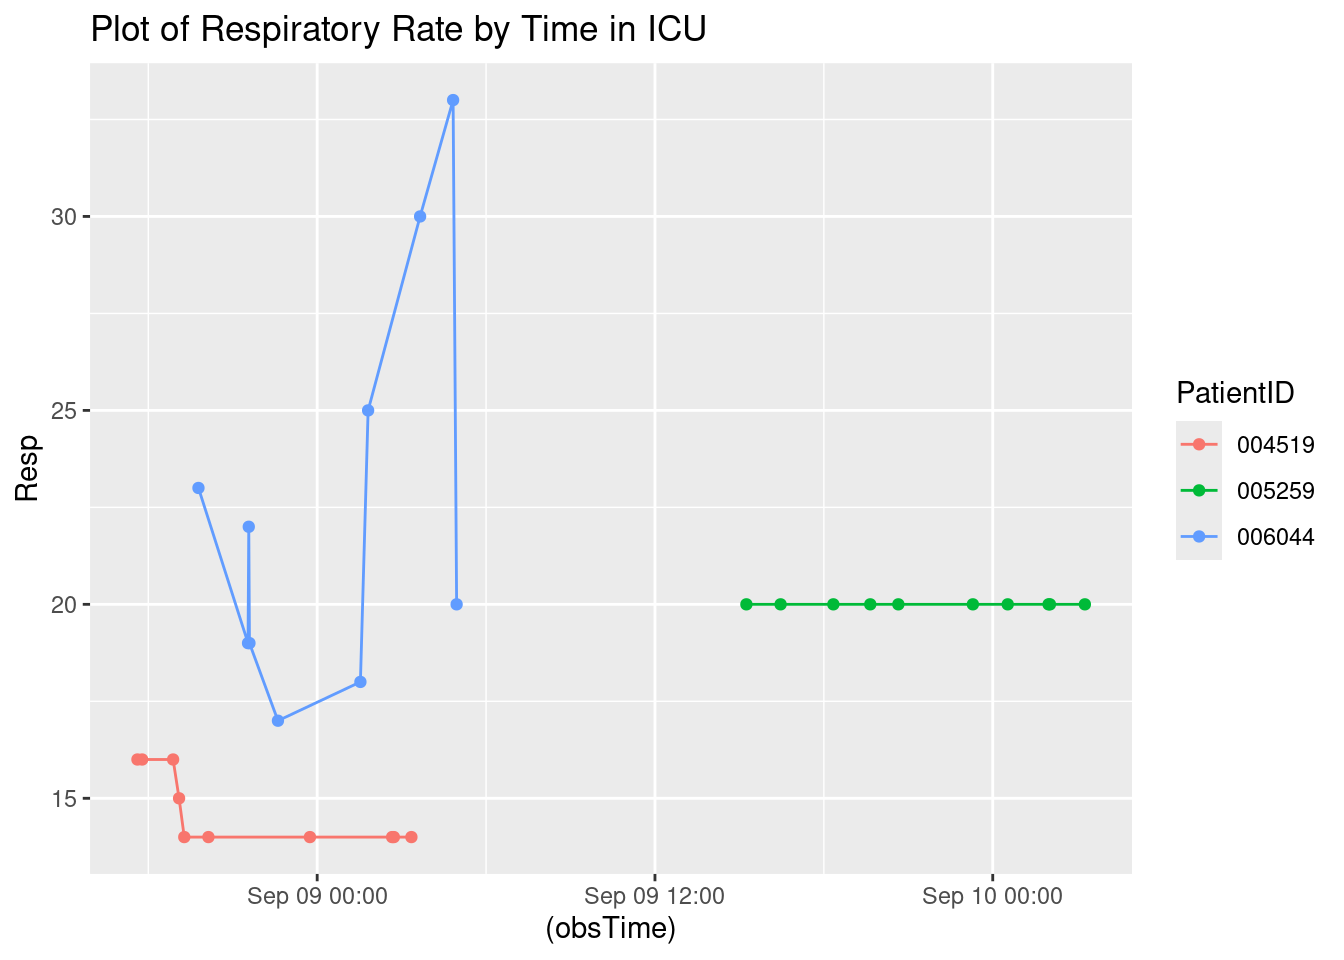 Plot of Respiratory Rate by Time in ICU
Resp
30
25
20
15
Sep 09 00:00
Sep 09 12:00
Sep 10 00:00
(obsTime)
PatientID
004519
005259
006044